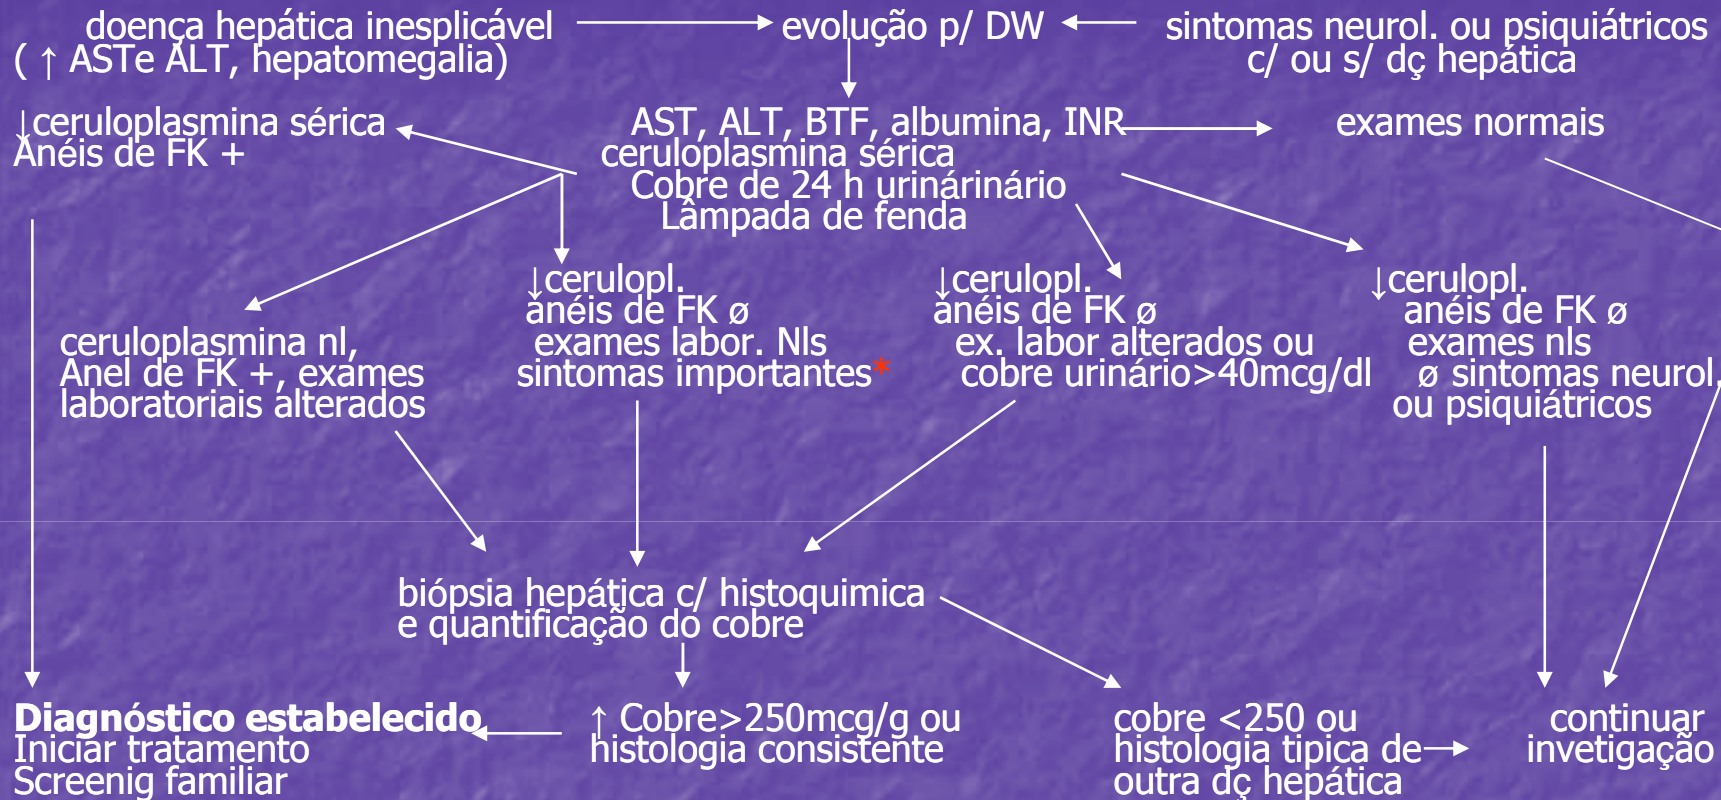 doença hepática inesplicável
( ↑ ASTe ALT, hepatomegalia)
evolução p/ DW
sintomas neurol. ou psiquiátricos
c/ ou s/ dç hepática
↓ceruloplasmina sérica
Anéis de FK +
AST, ALT, BTF, albumina, INR
ceruloplasmina sérica
Cobre de 24 h urinárinário
Lâmpada de fenda
exames normais
ceruloplasmina nl,
Anel de FK +, exames
laboratoriais alterados
↓cerulopl.
anéis de FK ø
exames labor. Nls
sintomas importantes*
↓cerulopl.
anéis de FK ø
ex. labor alterados ou
cobre urinário>40mcg/dl
↓cerulopl.
anéis de FK ø
exames nls
ø sintomas neurol.
ou psiquiátricos
biópsia hepática c/ histoquimica
e quantificação do cobre
Diagnóstico estabelecido
Iniciar tratamento
Screenig familiar
↑ Cobre>250mcg/g ou
histologia consistente
cobre <250 ou
histologia tipica de
outra dç hepática
continuar
invetigação